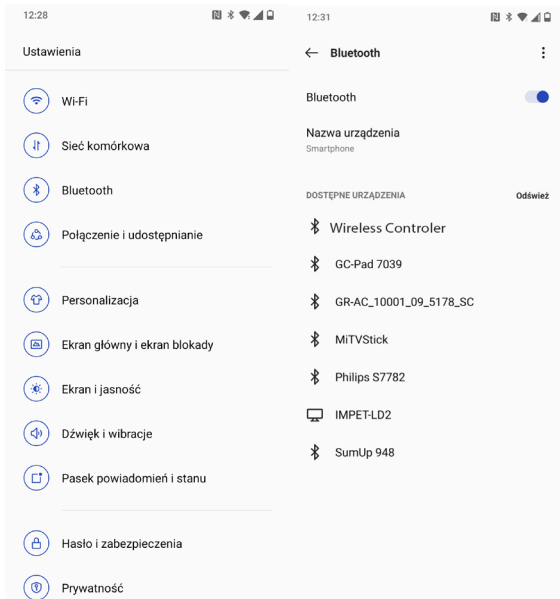 12:28
Ustawienia
Wi-Fi
Sieć komórkowa
Bluetooth
Połączenie i udostępnianie
Personalizacja
Ekran główny i ekran blokady
Ekran i jasność
Dźwięk i wibracje
Pasek powiadomień i stanu
Hasło i zabezpieczenia
Prywatność
12:31
Bluetooth
Bluetooth
Nazwa urządzenia
Smartphone
DOSTĘPNE URZĄDZENIA Odśwież
Wireless Controler
GC-Pad 7039
GR-AC_10001_09_5178_SC
MiTVStick
Philips S7782
IMPET-LD2
SumUp 948